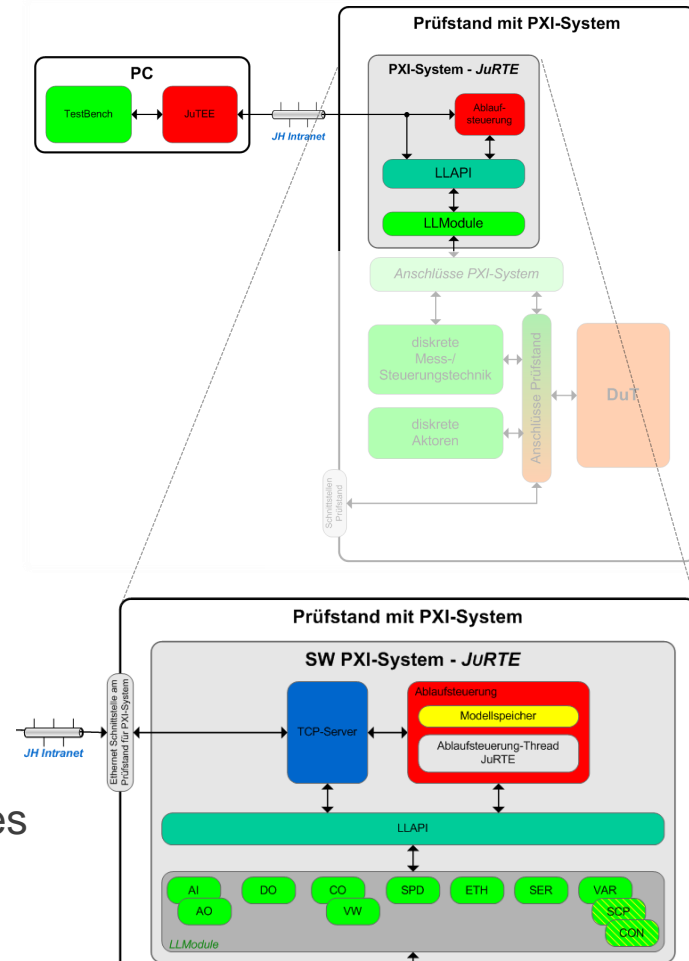 Prüfstand mit PXI-System
PC
TestBench
JuTEE
JH Intranet
PXI-System - JuRTE
Ablauf-
steuerung
LLAPI
LLModule
Anschlüsse PXI-System
diskrete
Mess-/
Steuerungstechnik
diskrete
Aktoren
Anschlüsse Prüfstand
DuT
Schnittstellen
Prüfstand
Prüfstand mit PXI-System
SW PXI-System - JURTE
Ethernet Schnittstelle am
Prüfstand für PXI-System
JH Intranet
TCP-Server
Ablaufsteuerung
Modellspeicher
Ablaufsteuerung-Thread
JuRTE
es
LLAPI
AI
AO
DO
CO
VW
SPD
ETH
SER
VAR
SCP
CON
LLModule